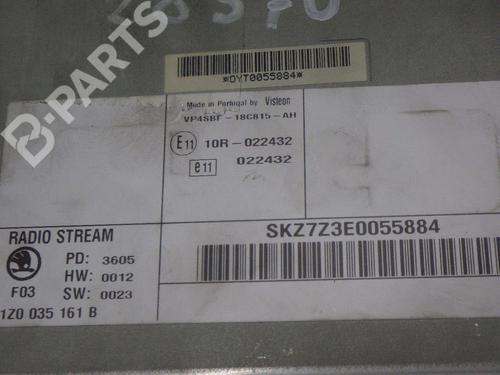 B-PARTS
*DYT0055884*
Made in Portugal by Visteon
VP4SBF-18C815-AH
E11 10R-022432
e11 022432
SKZ7Z3E0055884
RADIO STREAM
PD: 3605
HW: 0012
F03 SW: 0023
1Z0 035 161 B